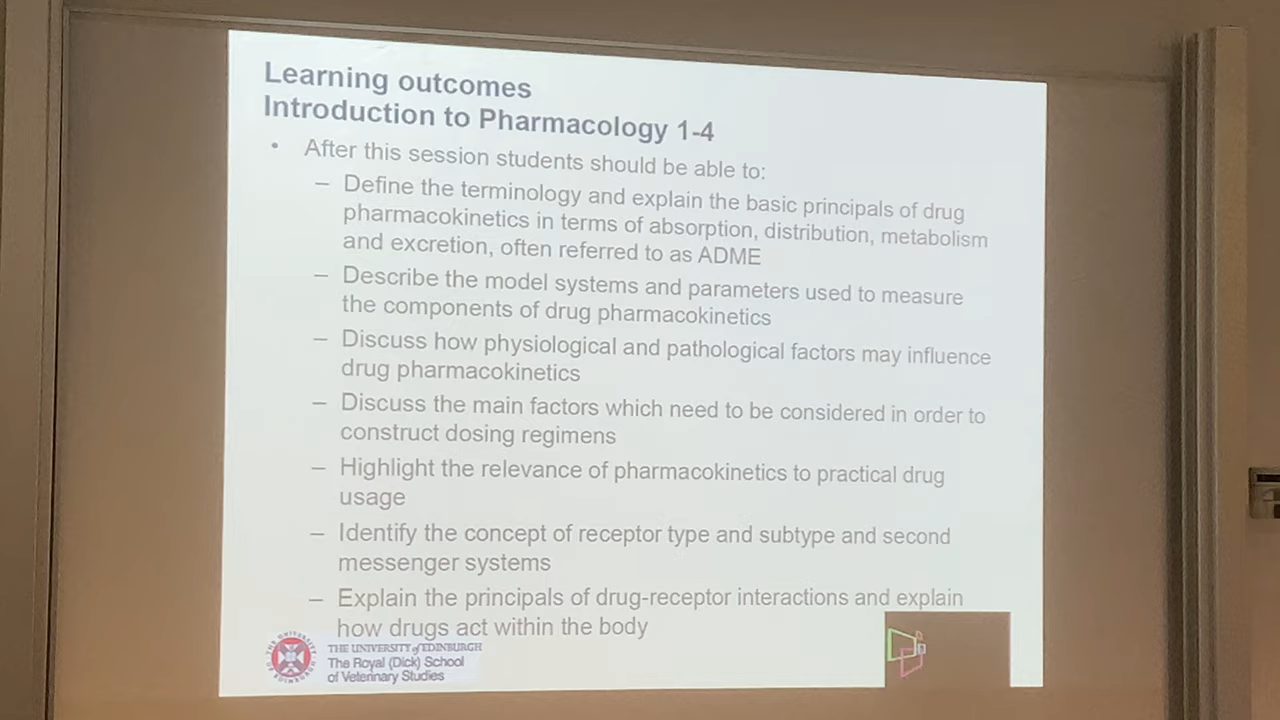 Learning outcomes
Introduction to Pharmacology 1-4
• After this session students should be able to:
– Define the terminology and explain the basic principals of drug
pharmacokinetics in terms of absorption, distribution, metabolism
and excretion, often referred to as ADME
– Describe the model systems and parameters used to measure
the components of drug pharmacokinetics
– Discuss how physiological and pathological factors may influence
drug pharmacokinetics
– Discuss the main factors which need to be considered in order to
construct dosing regimens
– Highlight the relevance of pharmacokinetics to practical drug
usage
– Identify the concept of receptor type and subtype and second
messenger systems
– Explain the principals of drug-receptor interactions and explain
how drugs act within the body
THE UNIVERSITY of EDINBURGH
The Royal (Dick) School
of Veterinary Studies